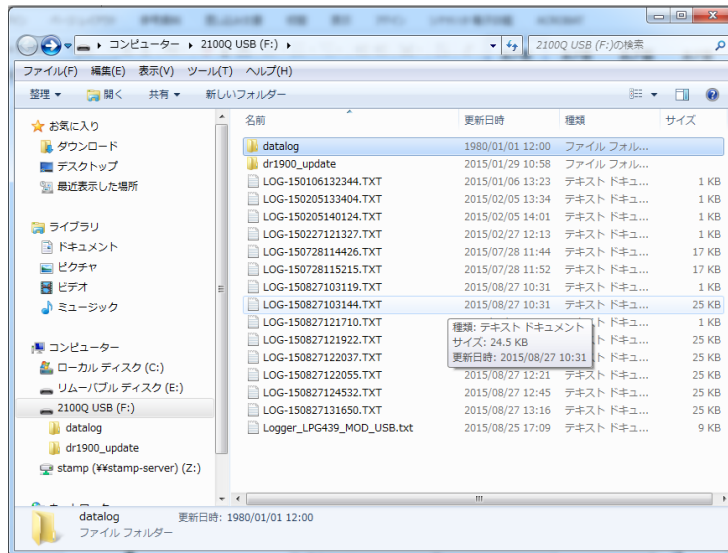 コンピューター ▸ 2100Q USB (F:) ▸
2100Q USB (F:)の検索
ファイル(F) 編集(E) 表示(V) ツール(T) ヘルプ(H)
整理 開く 共有 新しいフォルダー
お気に入り
ダウンロード
デスクトップ
最近表示した場所
ライブラリ
ドキュメント
ピクチャ
ビデオ
ミュージック
コンピューター
ローカル ディスク (C:)
リムーバブル ディスク (E:)
2100Q USB (F:)
datalog
dr1900_update
stamp (¥¥stamp-server) (Z:)
名前 更新日時 種類 サイズ
datalog 1980/01/01 12:00 ファイル フォル...
dr1900_update 2015/01/29 10:58 ファイル フォル...
LOG-150106132344.TXT 2015/01/06 13:23 テキスト ドキュ... 1 KB
LOG-150205133404.TXT 2015/02/05 13:34 テキスト ドキュ... 1 KB
LOG-150205140124.TXT 2015/02/05 14:01 テキスト ドキュ... 1 KB
LOG-150227121327.TXT 2015/02/27 12:13 テキスト ドキュ... 1 KB
LOG-150728114426.TXT 2015/07/28 11:44 テキスト ドキュ... 17 KB
LOG-150728115215.TXT 2015/07/28 11:52 テキスト ドキュ... 17 KB
LOG-150827103119.TXT 2015/08/27 10:31 テキスト ドキュ... 1 KB
LOG-150827103144.TXT 2015/08/27 10:31 テキスト ドキュ... 25 KB
LOG-150827121710.TXT 1 KB
LOG-150827121922.TXT 25 KB
LOG-150827122037.TXT 25 KB
LOG-150827122055.TXT 2015/08/27 12:21 テキスト ドキュ... 25 KB
LOG-150827124532.TXT 2015/08/27 12:45 テキスト ドキュ... 25 KB
LOG-150827131650.TXT 2015/08/27 13:16 テキスト ドキュ... 25 KB
Logger_LPG439_MOD_USB.txt 2015/08/25 17:09 テキスト ドキュ... 9 KB
種類: テキスト ドキュメント
サイズ: 24.5 KB
更新日時: 2015/08/27 10:31
datalog 更新日時: 1980/01/01 12:00
ファイル フォルダー